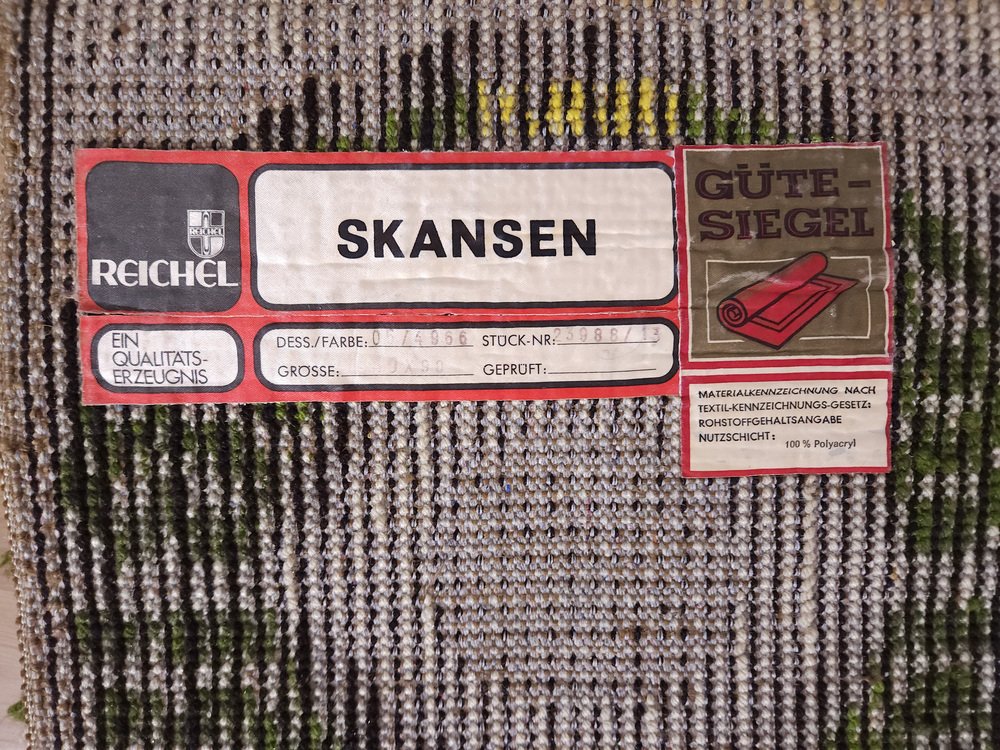 REICHEL
REICHEL
SKANSEN
EIN
QUALITÄTS-
ERZEUGNIS
DESS./FARBE: STÜCK-NR:
GRÖSSE: GEPRÜFT:
GÜTE-
SIEGEL
MATERIALKENNZEICHNUNG NACH
TEXTIL-KENNZEICHNUNGS-GESETZ:
ROHSTOFFGEHALTSANGABE
NUTZSCHICHT: 100 % Polyacryl